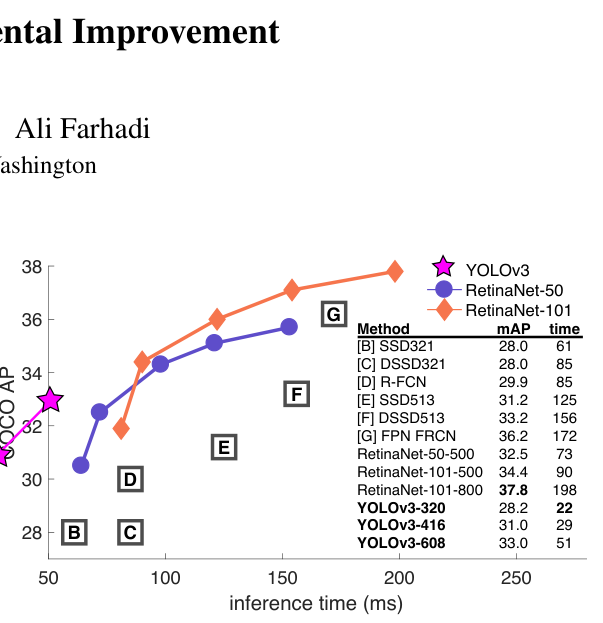 ental Improvement
Ali Farhadi
ashington
38
36
34
32
30
28
50
100
150
200
250
COCO AP
inference time (ms)
B
C
D
E
F
G
YOLOv3
RetinaNet-50
RetinaNet-101
Method mAP time
[B] SSD321 28.0 61
[C] DSSD321 28.0 85
[D] R-FCN 29.9 85
[E] SSD513 31.2 125
[F] DSSD513 33.2 156
[G] FPN FRCN 36.2 172
RetinaNet-50-500 32.5 73
RetinaNet-101-500 34.4 90
RetinaNet-101-800 37.8 198
YOLOv3-320 28.2 22
YOLOv3-416 31.0 29
YOLOv3-608 33.0 51